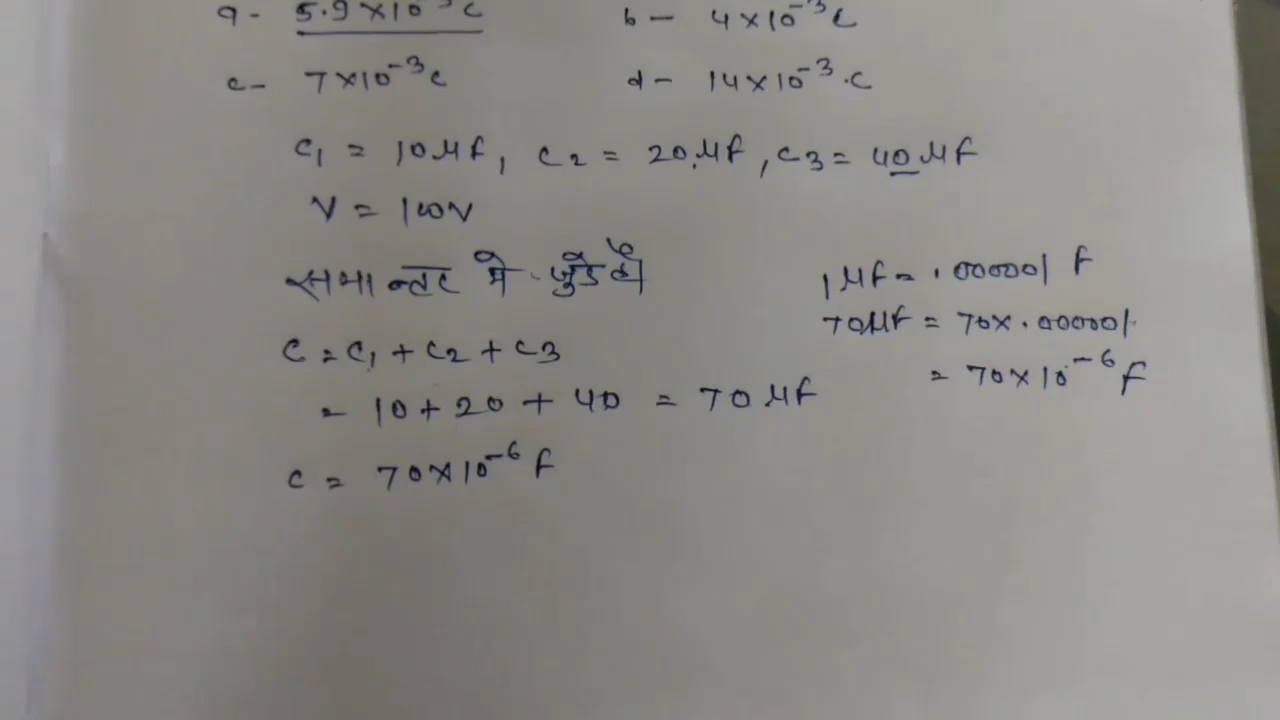 a- 5.9×10⁻³c b- 4×10⁻³c
c- 7×10⁻³c d- 14×10⁻³.c
C₁ = 10μf, C₂ = 20μf, C₃ = 40μf
V = 100V
समान्तर मे जुड़े है।
1μf = .000001 f
70μf = 70×.000001
= 70×10⁻⁶ f
C = C₁ + C₂ + C₃
= 10 + 20 + 40 = 70μf
C = 70×10⁻⁶ f